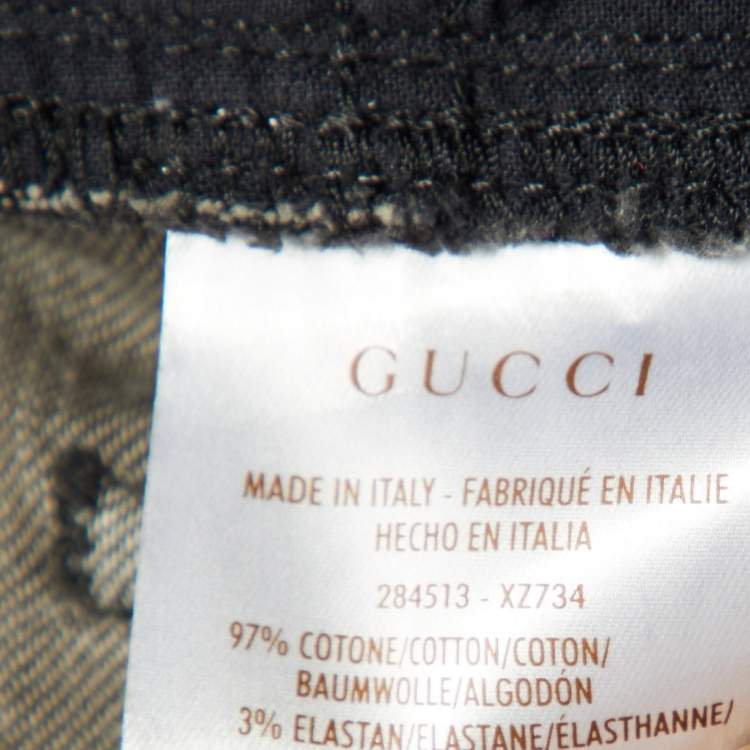 GUCCI
MADE IN ITALY - FABRIQUÉ EN ITALIE
HECHO EN ITALIA
284513 - XZ734
97% COTONE/COTTON/COTON/
BAUMWOLLE/ALGODÓN
3% ELASTAN/ELASTANE/ÉLASTHANNE/